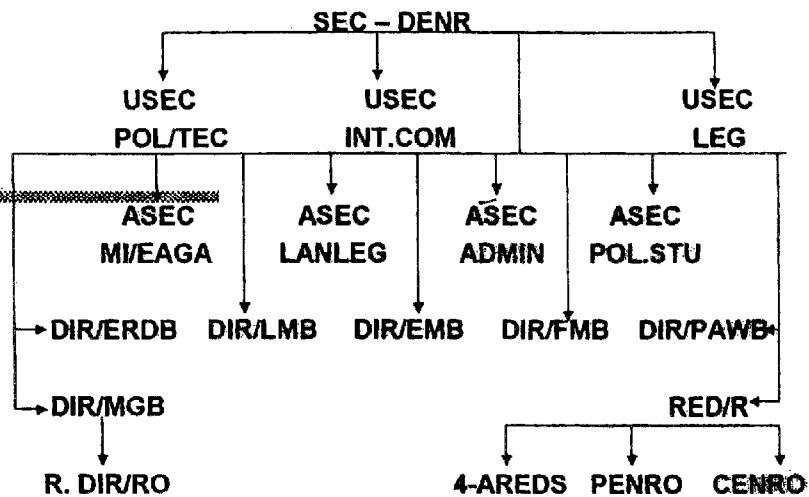 SEC – DENR
USEC USEC USEC
POL/TEC INT.COM LEG
ASEC ASEC ASEC ASEC
MI/EAGA LANLEG ADMIN POL.STU
DIR/ERDB DIR/LMB DIR/EMB DIR/FMB DIR/PAWB
DIR/MGB RED/R
R. DIR/RO 4-AREDS PENRO CENRO